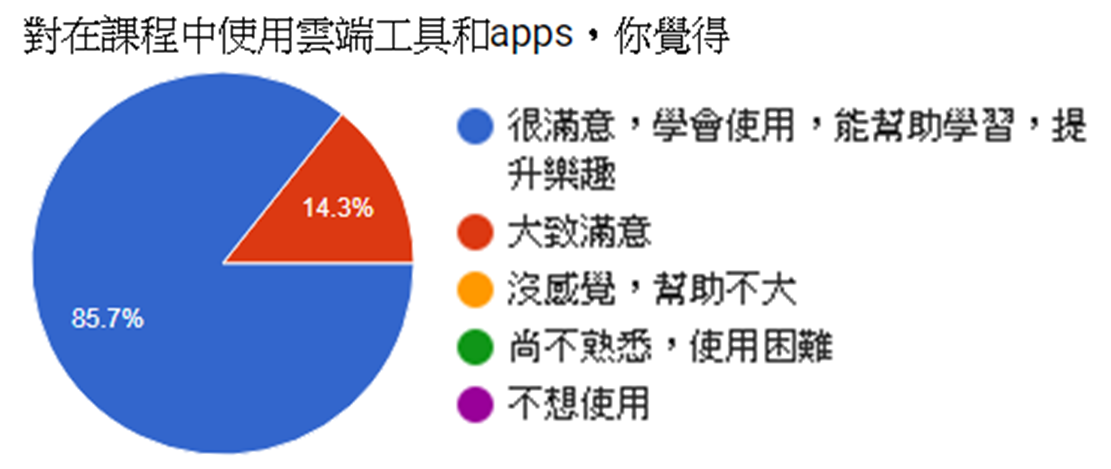 對在課程中使用雲端工具和apps，你覺得
很滿意，學會使用，能幫助學習，提
升樂趣
14.3%
大致滿意
沒感覺，幫助不大
85.7%
尚不熟悉，使用困難
不想使用